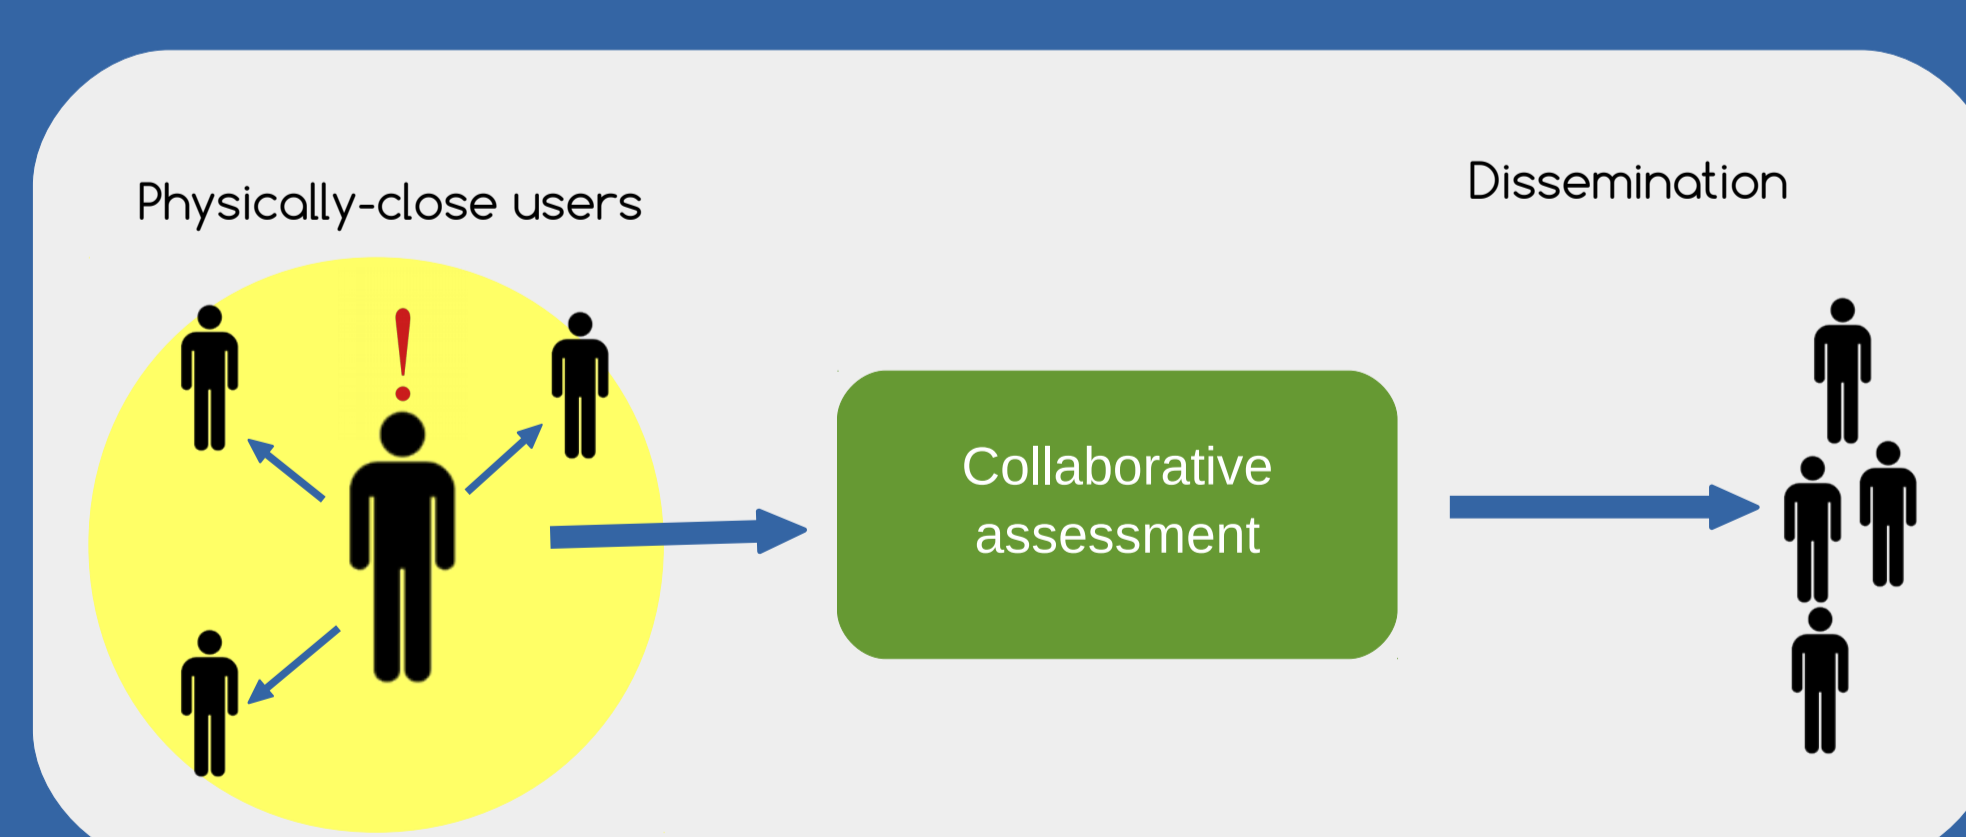 Physically-close users
Dissemination
!
Collaborative
assessment